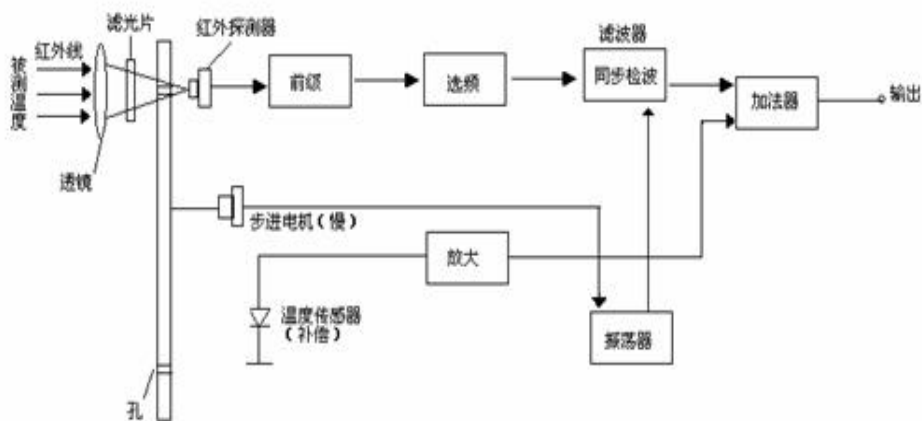 滤光片
红外探测器
红外线
被测温度
透镜
前级
选频
滤波器
同步检波
加法器
输出
步进电机（慢）
放大
温度传感器
（补偿）
振荡器
孔